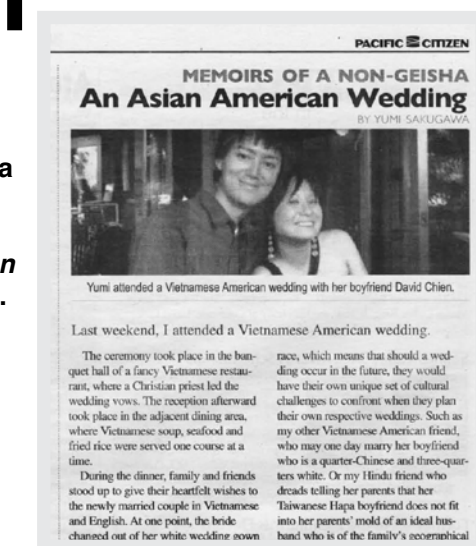 a
n
.
PACIFIC CITIZEN
MEMOIRS OF A NON-GEISHA
An Asian American Wedding
BY YUMI SAKUGAWA
Yumi attended a Vietnamese American wedding with her boyfriend David Chien.
Last weekend, I attended a Vietnamese American wedding.
The ceremony took place in the ban-
quet hall of a fancy Vietnamese restau-
rant, where a Christian priest led the
wedding vows. The reception afterward
took place in the adjacent dining area,
where Vietnamese soup, seafood and
fried rice were served one course at a
time.
During the dinner, family and friends
stood up to give their heartfelt wishes to
the newly married couple in Vietnamese
and English. At one point, the bride
changed out of her white wedding gown
race, which means that should a wed-
ding occur in the future, they would
have their own unique set of cultural
challenges to confront when they plan
their own respective weddings. Such as
my other Vietnamese American friend,
who may one day marry her boyfriend
who is a quarter-Chinese and three-quar-
ters white. Or my Hindu friend who
dreads telling her parents that her
Taiwanese Hapa boyfriend does not fit
into her parents' mold of an ideal hus-
band who is of the family's geographical